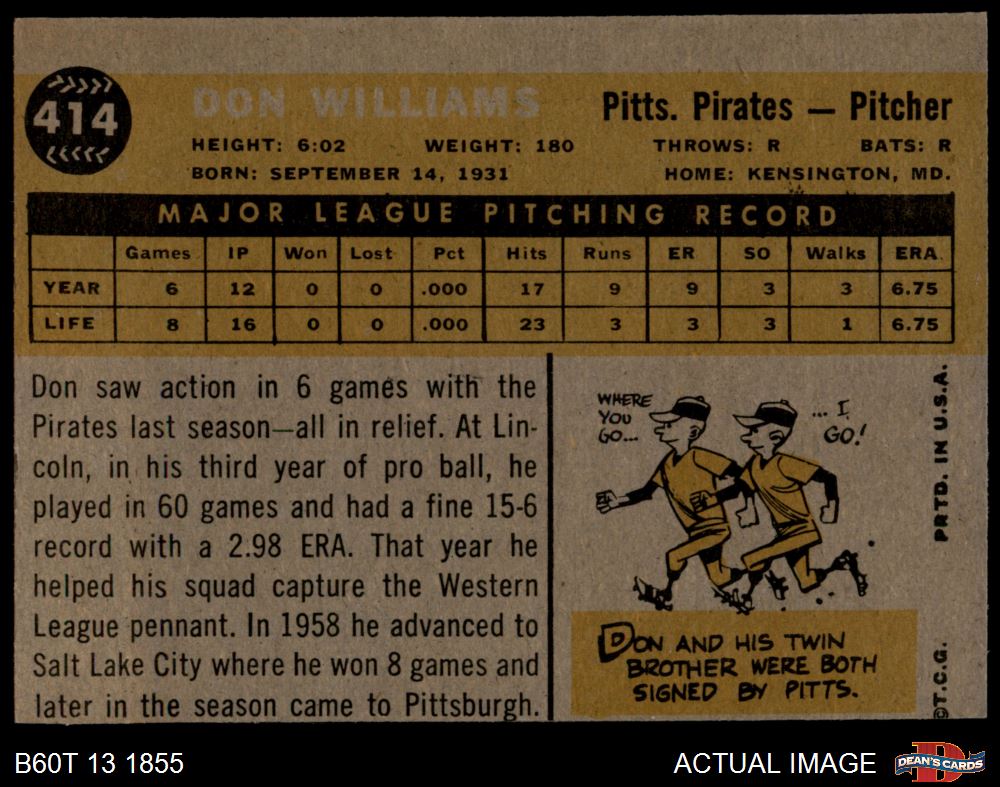 414
DON WILLIAMS
Pitts. Pirates — Pitcher
HEIGHT: 6:02 WEIGHT: 180 THROWS: R BATS: R
BORN: SEPTEMBER 14, 1931 HOME: KENSINGTON, MD.
MAJOR LEAGUE PITCHING RECORD
Games IP Won Lost Pct Hits Runs ER SO Walks ERA
YEAR 6 12 0 0 .000 17 9 9 3 3 6.75
LIFE 8 16 0 0 .000 23 3 3 3 1 6.75
Don saw action in 6 games with the
Pirates last season—all in relief. At Lin-
coln, in his third year of pro ball, he
played in 60 games and had a fine 15-6
record with a 2.98 ERA. That year he
helped his squad capture the Western
League pennant. In 1958 he advanced to
Salt Lake City where he won 8 games and
later in the season came to Pittsburgh.
WHERE
YOU
GO...
... I
GO!
DON AND HIS TWIN
BROTHER WERE BOTH
SIGNED BY PITTS.
©T.C.G. PRTD. IN U.S.A.
B60T 13 1855
ACTUAL IMAGE
D
DEAN'S CARDS